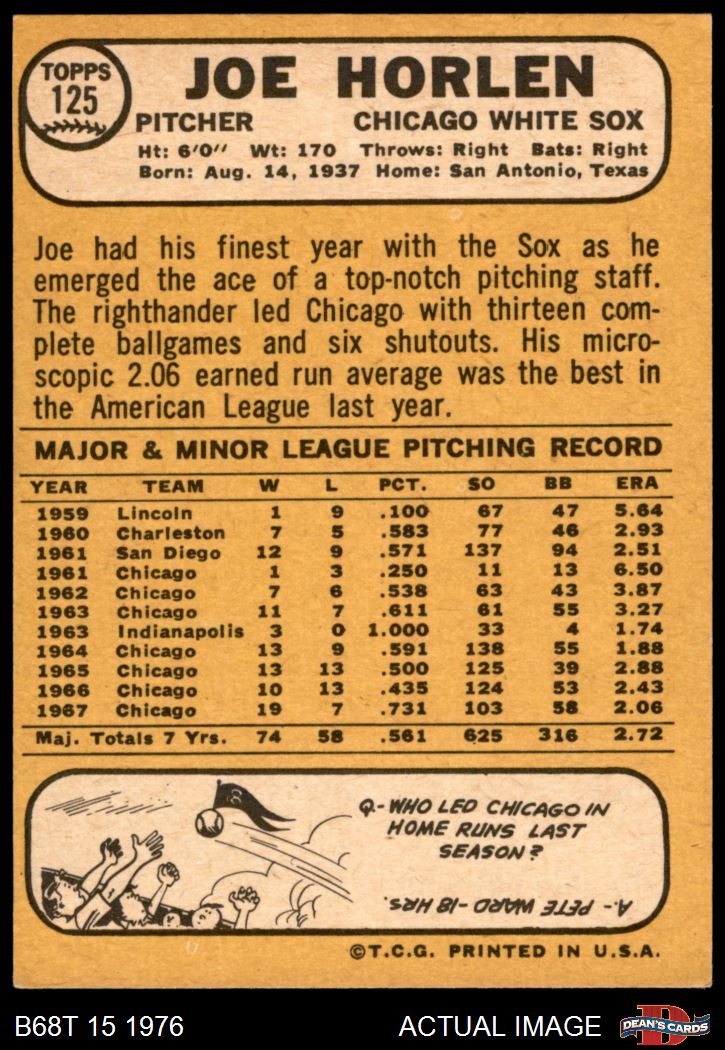 TOPPS
125
JOE HORLEN
PITCHER CHICAGO WHITE SOX
Ht: 6'0" Wt: 170 Throws: Right Bats: Right
Born: Aug. 14, 1937 Home: San Antonio, Texas
Joe had his finest year with the Sox as he
emerged the ace of a top-notch pitching staff.
The righthander led Chicago with thirteen com-
plete ballgames and six shutouts. His micro-
scopic 2.06 earned run average was the best in
the American League last year.
MAJOR & MINOR LEAGUE PITCHING RECORD
YEAR TEAM W L PCT. SO BB ERA
1959 Lincoln 1 9 .100 67 47 5.64
1960 Charleston 7 5 .583 77 46 2.93
1961 San Diego 12 9 .571 137 94 2.51
1961 Chicago 1 3 .250 11 13 6.50
1962 Chicago 7 6 .538 63 43 3.87
1963 Chicago 11 7 .611 61 55 3.27
1963 Indianapolis 3 0 1.000 33 4 1.74
1964 Chicago 13 9 .591 138 55 1.88
1965 Chicago 13 13 .500 125 39 2.88
1966 Chicago 10 13 .435 124 53 2.43
1967 Chicago 19 7 .731 103 58 2.06
Maj. Totals 7 Yrs. 74 58 .561 625 316 2.72
8
Q.-WHO LED CHICAGO IN
HOME RUNS LAST
SEASON?
A.-PETE WARD-18 HRS.
©T.C.G. PRINTED IN U.S.A.
B68T 15 1976 ACTUAL IMAGE
D
DEAN'S CARDS